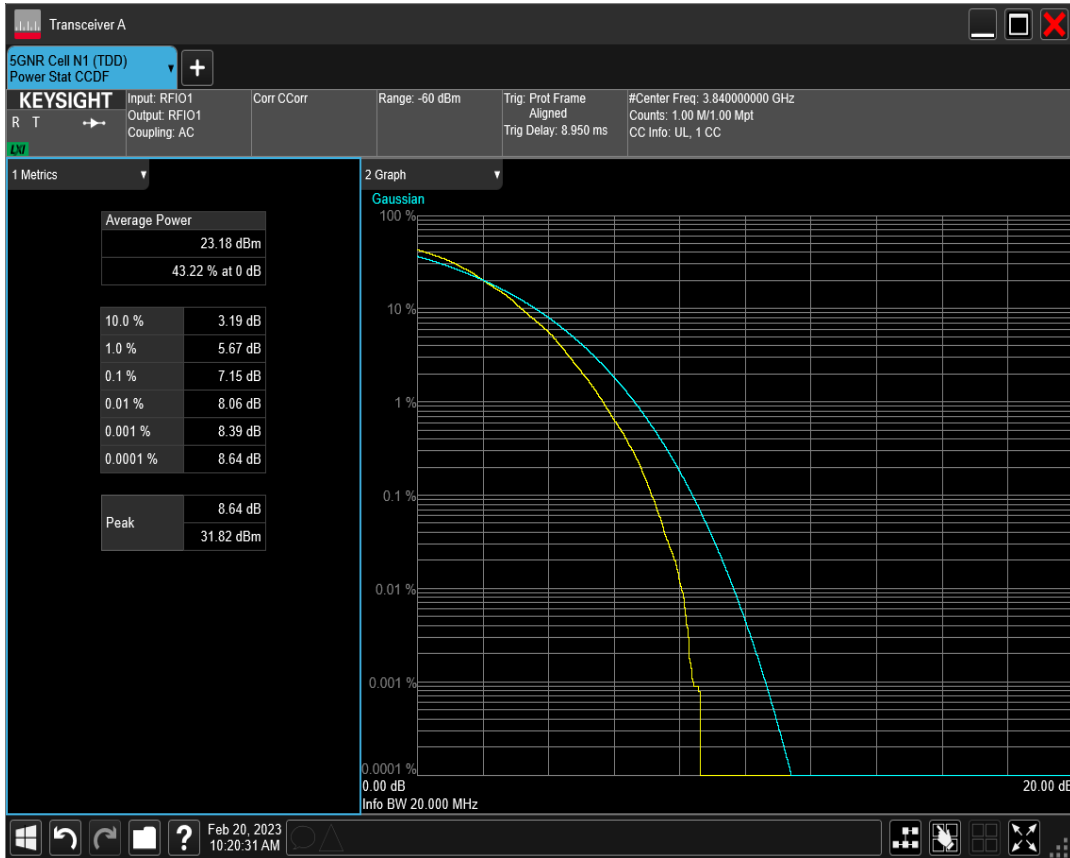 Transceiver A
5GNR Cell N1 (TDD)
Power Stat CCDF
+
KEYSIGHT
R T
LXI
Input: RFIO1
Output: RFIO1
Coupling: AC
Corr CCorr
Range: -60 dBm
Trig: Prot Frame
Aligned
Trig Delay: 8.950 ms
#Center Freq: 3.840000000 GHz
Counts: 1.00 M/1.00 Mpt
CC Info: UL, 1 CC
1 Metrics
Average Power
23.18 dBm
43.22 % at 0 dB
10.0 % 3.19 dB
1.0 % 5.67 dB
0.1 % 7.15 dB
0.01 % 8.06 dB
0.001 % 8.39 dB
0.0001 % 8.64 dB
Peak
8.64 dB
31.82 dBm
2 Graph
Gaussian
100 %
10 %
1 %
0.1 %
0.01 %
0.001 %
0.0001 %
0.00 dB 20.00 dB
Info BW 20.000 MHz
?
Feb 20, 2023
10:20:31 AM